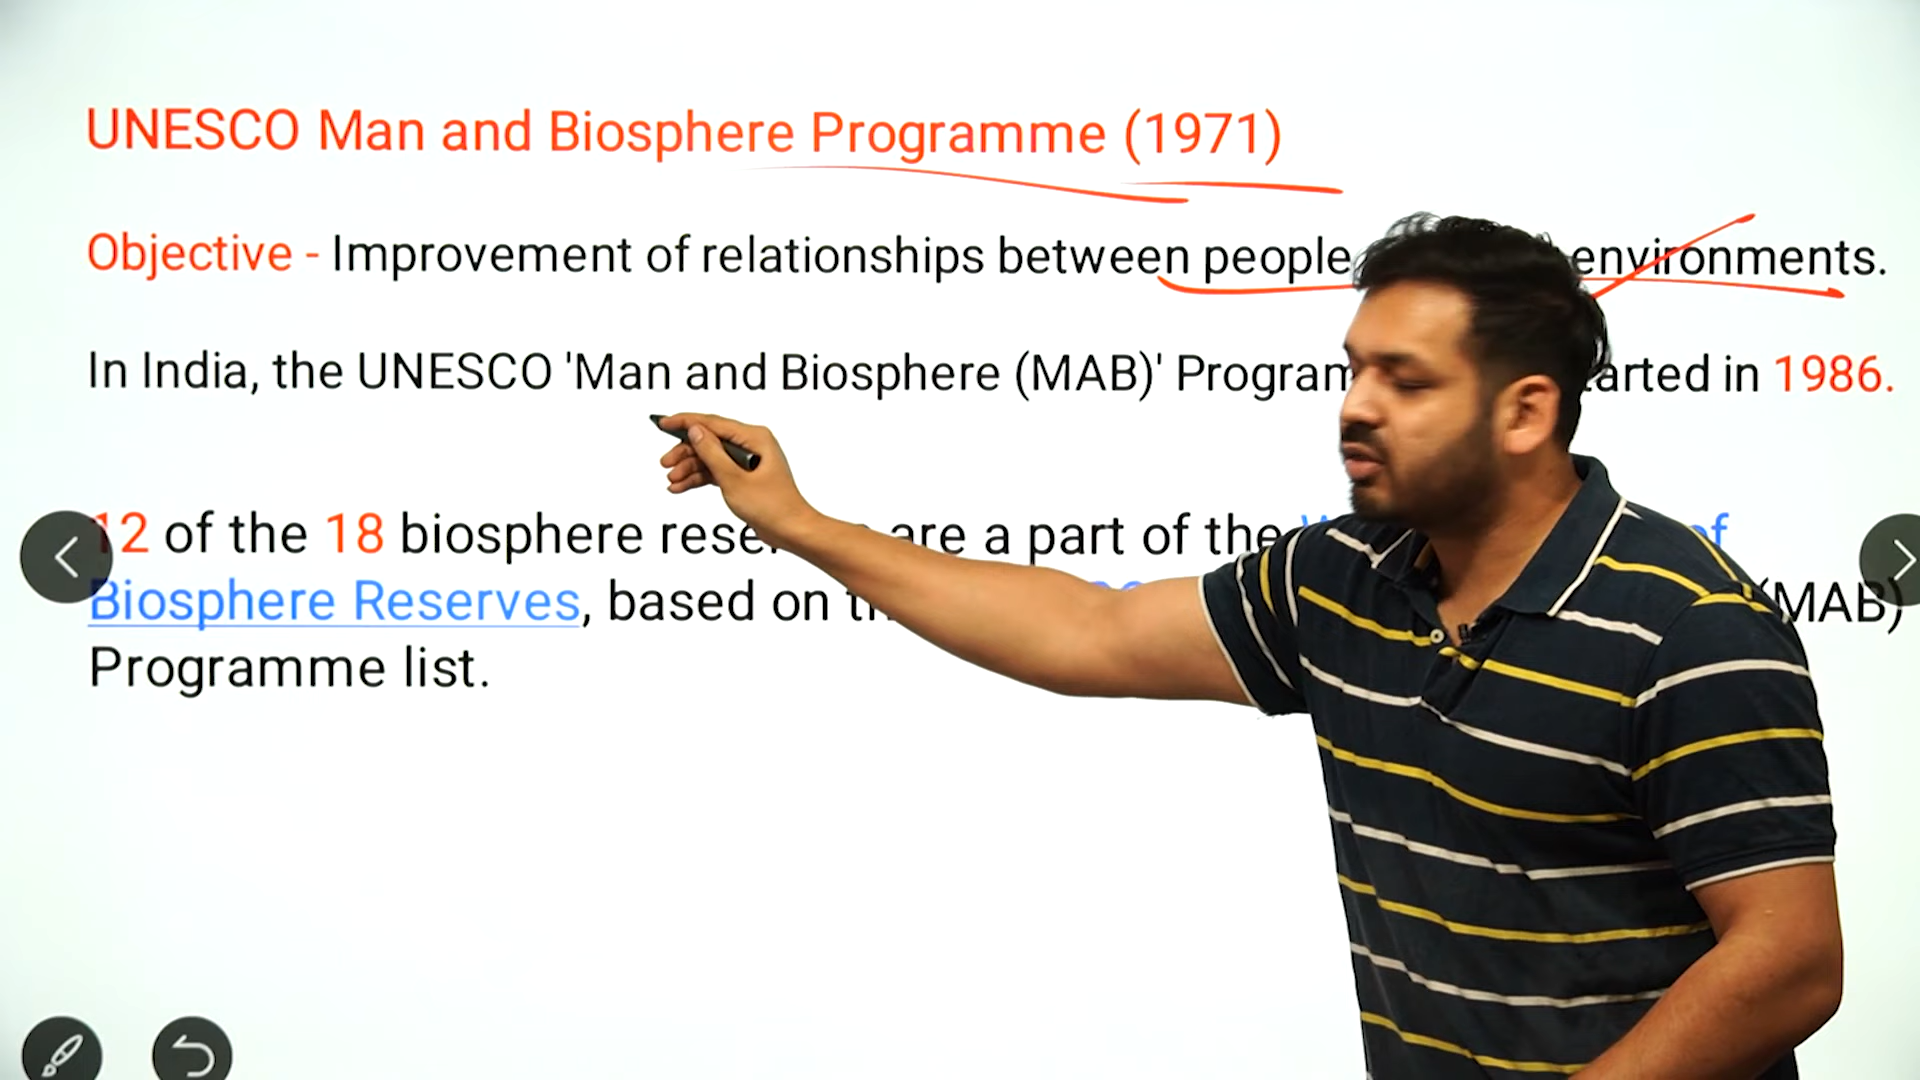 UNESCO Man and Biosphere Programme (1971)
Objective - Improvement of relationships between people environments.
In India, the UNESCO 'Man and Biosphere (MAB)' Program started in 1986.
12 of the 18 biosphere are a part of the of
Biosphere Reserves, based on (MAB)
Programme list.